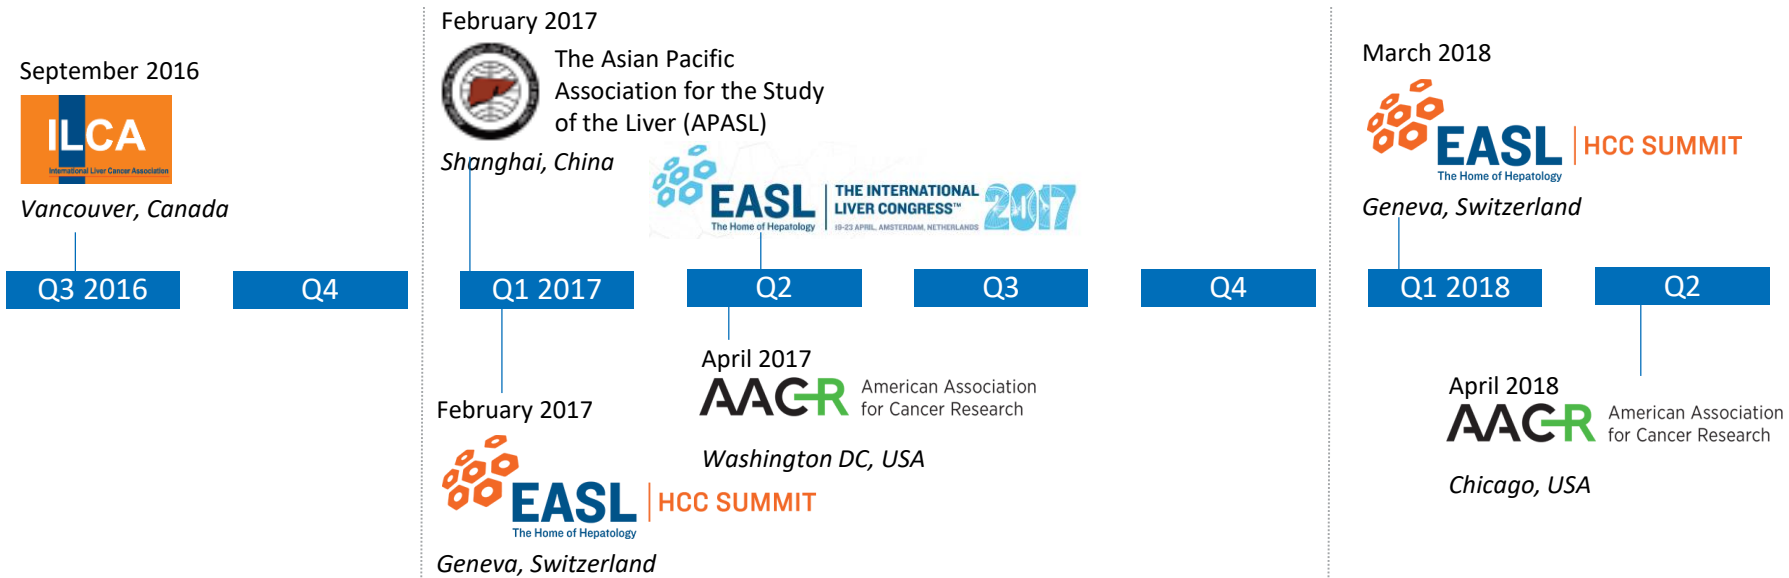 September 2016
ILCA
International Liver Cancer Association
Vancouver, Canada
February 2017
The Asian Pacific
Association for the Study
of the Liver (APASL)
Shanghai, China
EASL
The Home of Hepatology
THE INTERNATIONAL
LIVER CONGRESS™
19-23 APRIL, AMSTERDAM, NETHERLANDS
2017
March 2018
EASL
The Home of Hepatology
HCC SUMMIT
Geneva, Switzerland
Q3 2016
Q4
Q1 2017
Q2
Q3
Q4
Q1 2018
Q2
February 2017
EASL
The Home of Hepatology
HCC SUMMIT
Geneva, Switzerland
April 2017
AACR
American Association
for Cancer Research
Washington DC, USA
April 2018
AACR
American Association
for Cancer Research
Chicago, USA